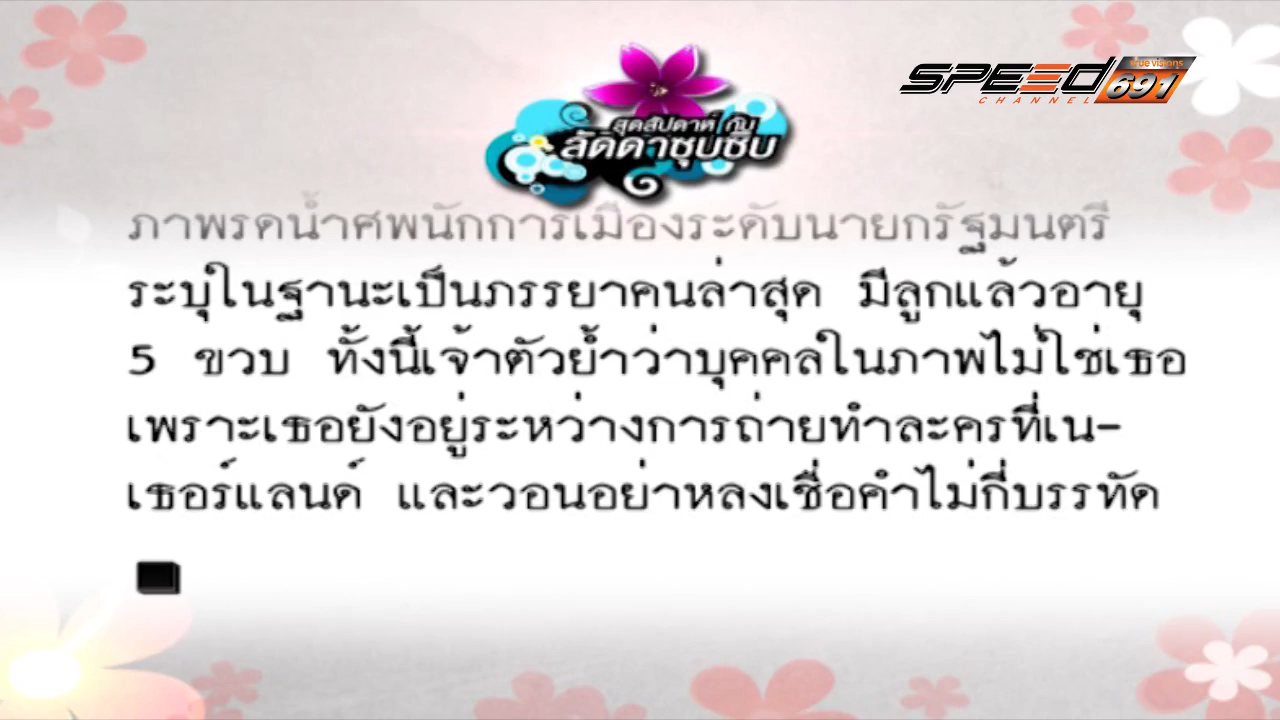 SPEED
CHANNEL
true visions
691
สุดสัปดาห์ กับ
ลัดดาซุบซิบ
ภาพรดน้ำศพนักการเมืองระดับนายกรัฐมนตรี
ระบุในฐานะเป็นภรรยาคนล่าสุด มีลูกแล้วอายุ
5 ขวบ ทั้งนี้เจ้าตัวย้ำว่าบุคคลในภาพไม่ใช่เธอ
เพราะเธอยังอยู่ระหว่างการถ่ายทำละครที่เน-
เธอร์แลนด์ และวอนอย่าหลงเชื่อคำไม่กี่บรรทัด